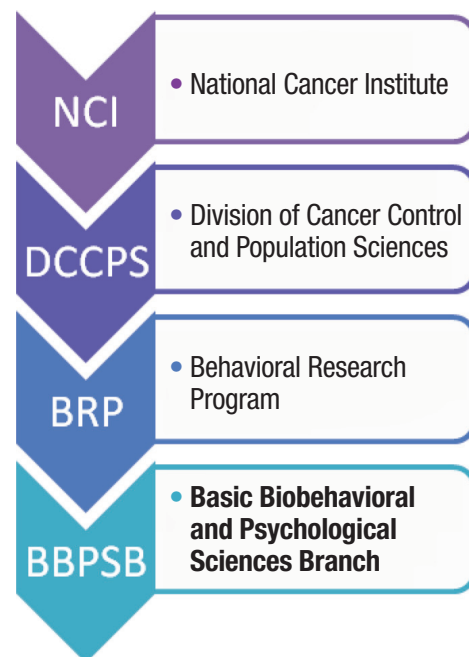 NCI
• National Cancer Institute
DCCPS
• Division of Cancer Control
and Population Sciences
BRP
• Behavioral Research
Program
BBPSB
• Basic Biobehavioral
and Psychological
Sciences Branch